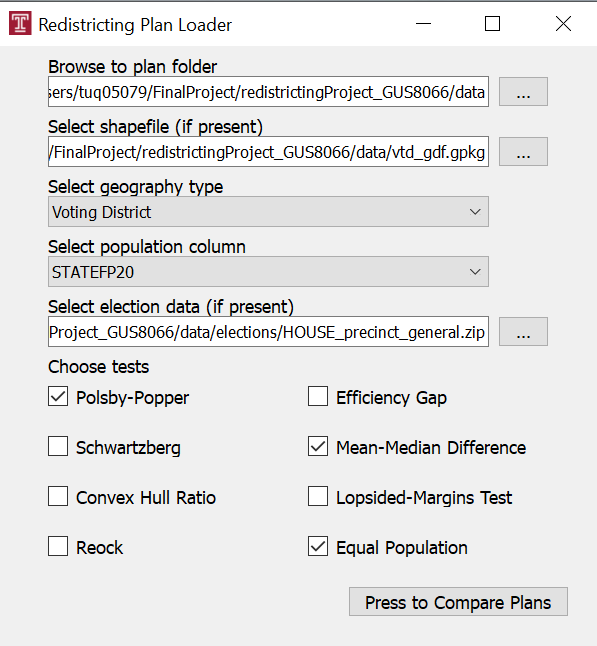 T
Redistricting Plan Loader
Browse to plan folder
sers/tuq05079/FinalProject/redistrictingProject_GUS8066/data
...
Select shapefile (if present)
/FinalProject/redistrictingProject_GUS8066/data/vtd_gdf.gpkg
...
Select geography type
Voting District
Select population column
STATEFP20
Select election data (if present)
Project_GUS8066/data/elections/HOUSE_precinct_general.zip
...
Choose tests
Polsby-Popper
Efficiency Gap
Schwartzberg
Mean-Median Difference
Convex Hull Ratio
Lopsided-Margins Test
Reock
Equal Population
Press to Compare Plans